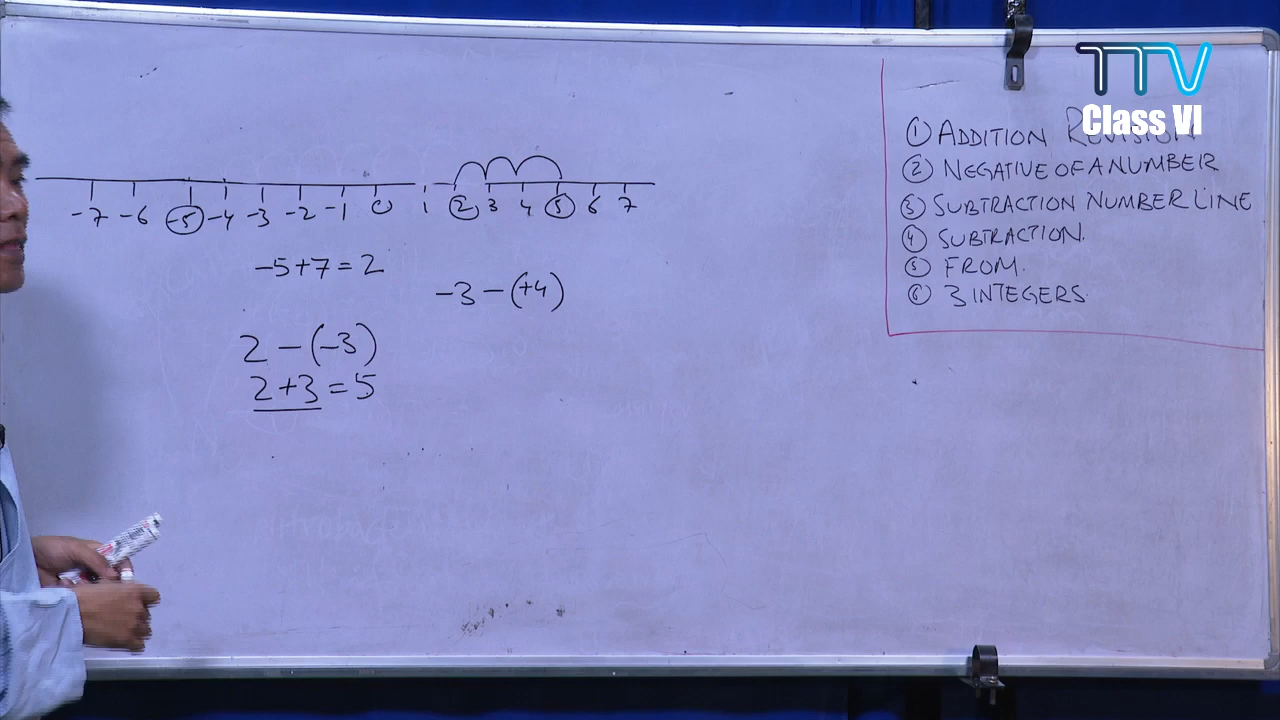 TTV
Class VI
① ADDITION REVISION
② NEGATIVE OF A NUMBER
③ SUBTRACTION NUMBER LINE
④ SUBTRACTION.
⑤ FROM.
⑥ 3 INTEGERS.
-7 -6 -5 -4 -3 -2 -1 0 1 2 3 4 5 6 7
-5+7=2
-3-(+4)
2-(-3)
2+3=5